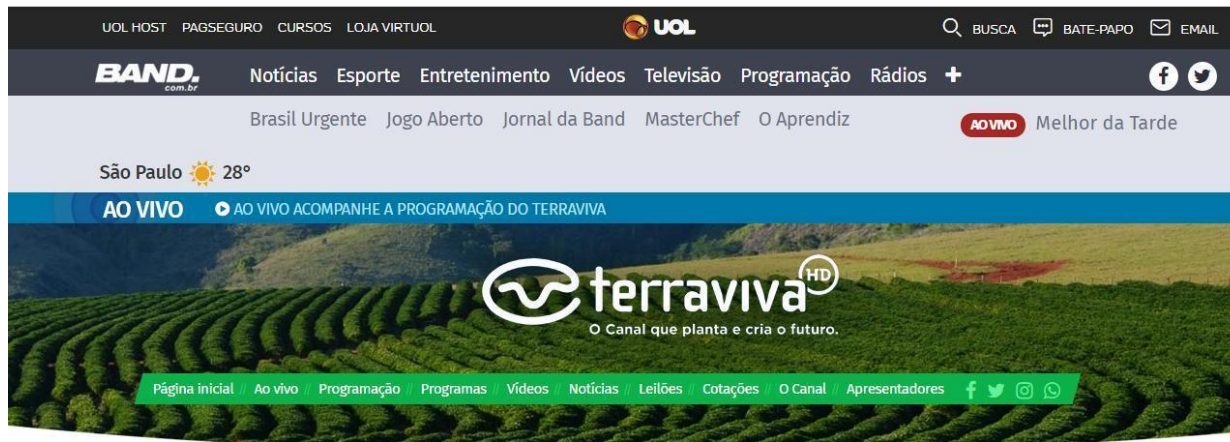 UOL HOST PAGSEGURO CURSOS LOJA VIRTUOL UOL BUSCA BATE-PAPO EMAIL
BAND.
com.br
Notícias Esporte Entretenimento Vídeos Televisão Programação Rádios +
Brasil Urgente Jogo Aberto Jornal da Band MasterChef O Aprendiz AO VIVO Melhor da Tarde
São Paulo 28°
AO VIVO AO VIVO ACOMPANHE A PROGRAMAÇÃO DO TERRAVIVA
terraviva HD
O Canal que planta e cria o futuro.
Página inicial // Ao vivo // Programação // Programas // Vídeos // Notícias // Leilões // Cotações // O Canal // Apresentadores